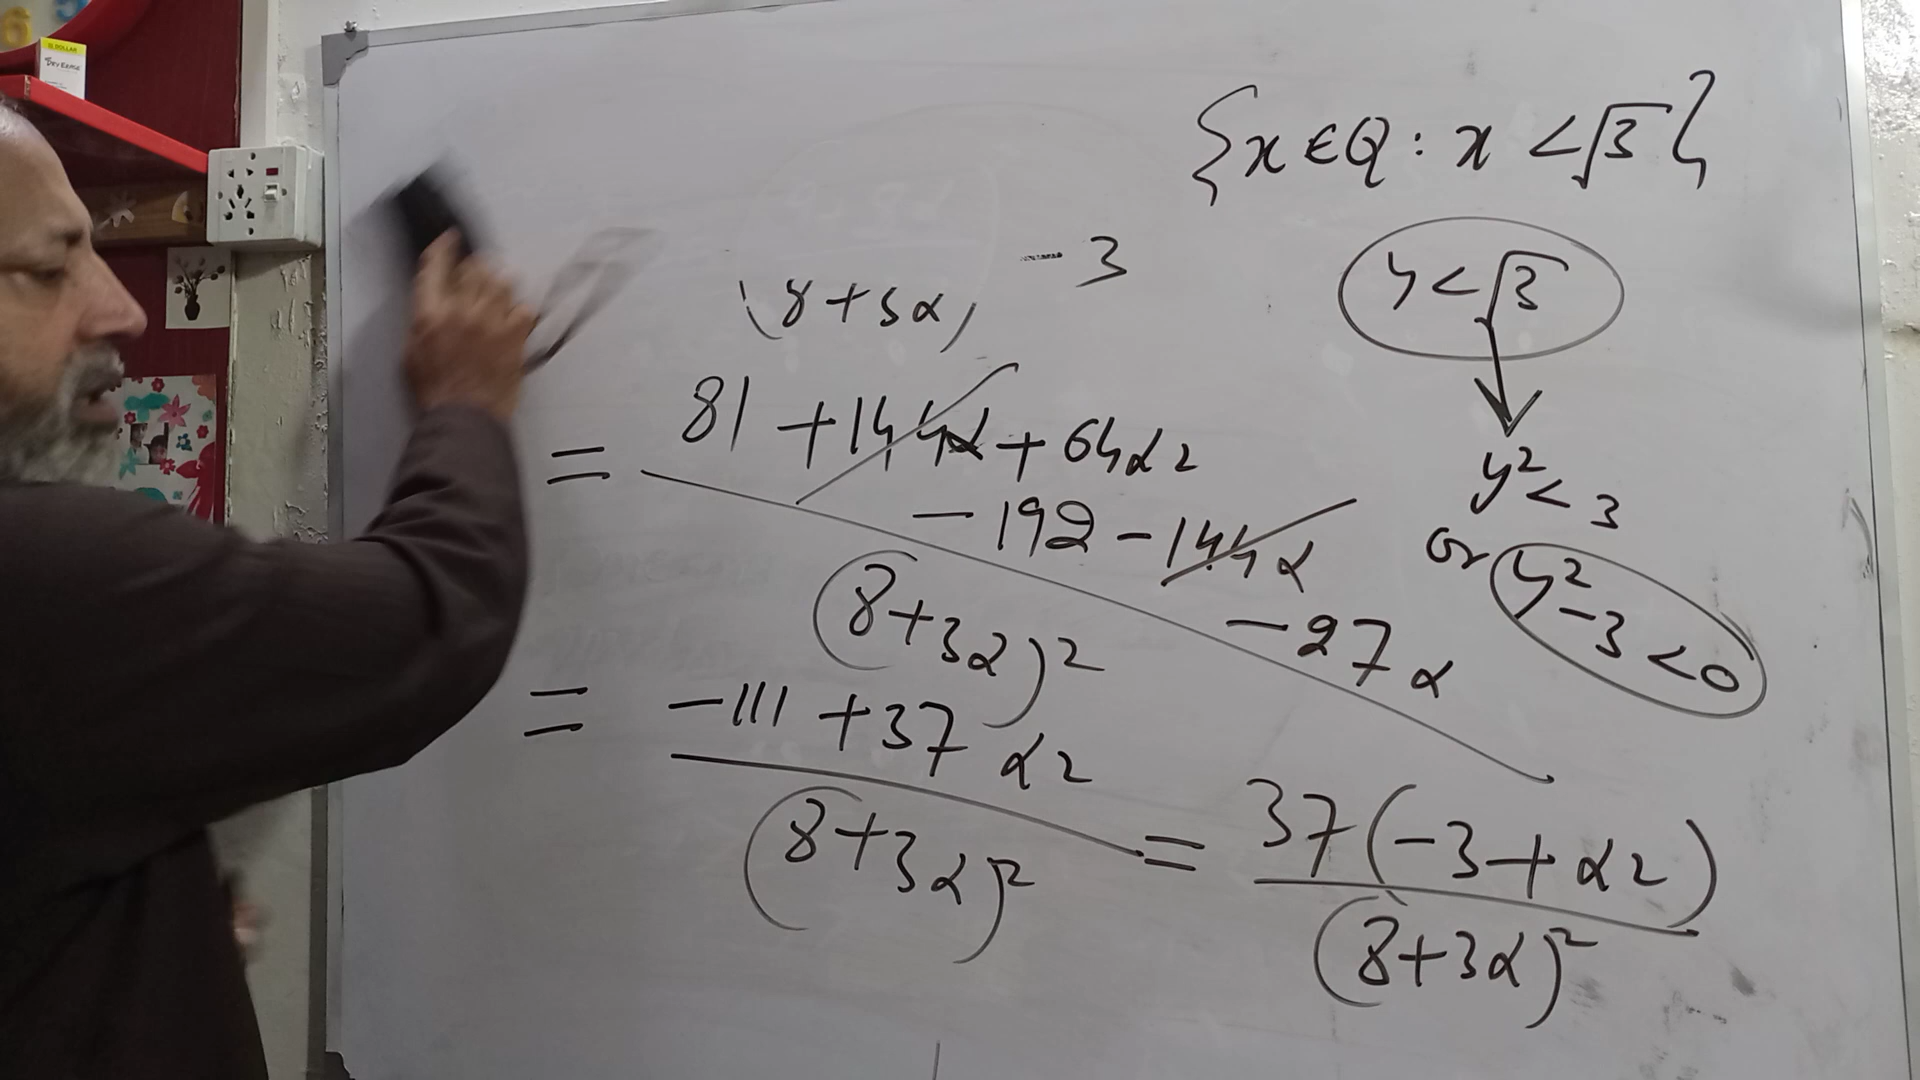 {x ∈ Q : x < √3}
(8 + 3α) - 3
y < √3
= 81 + 144α + 64α2
- 192 - 144α
- 27α
(8 + 3α)²
y² < 3
or y² - 3 < 0
= -111 + 37α2
(8 + 3α)²
= 37(-3 + α2)
(8 + 3α)²